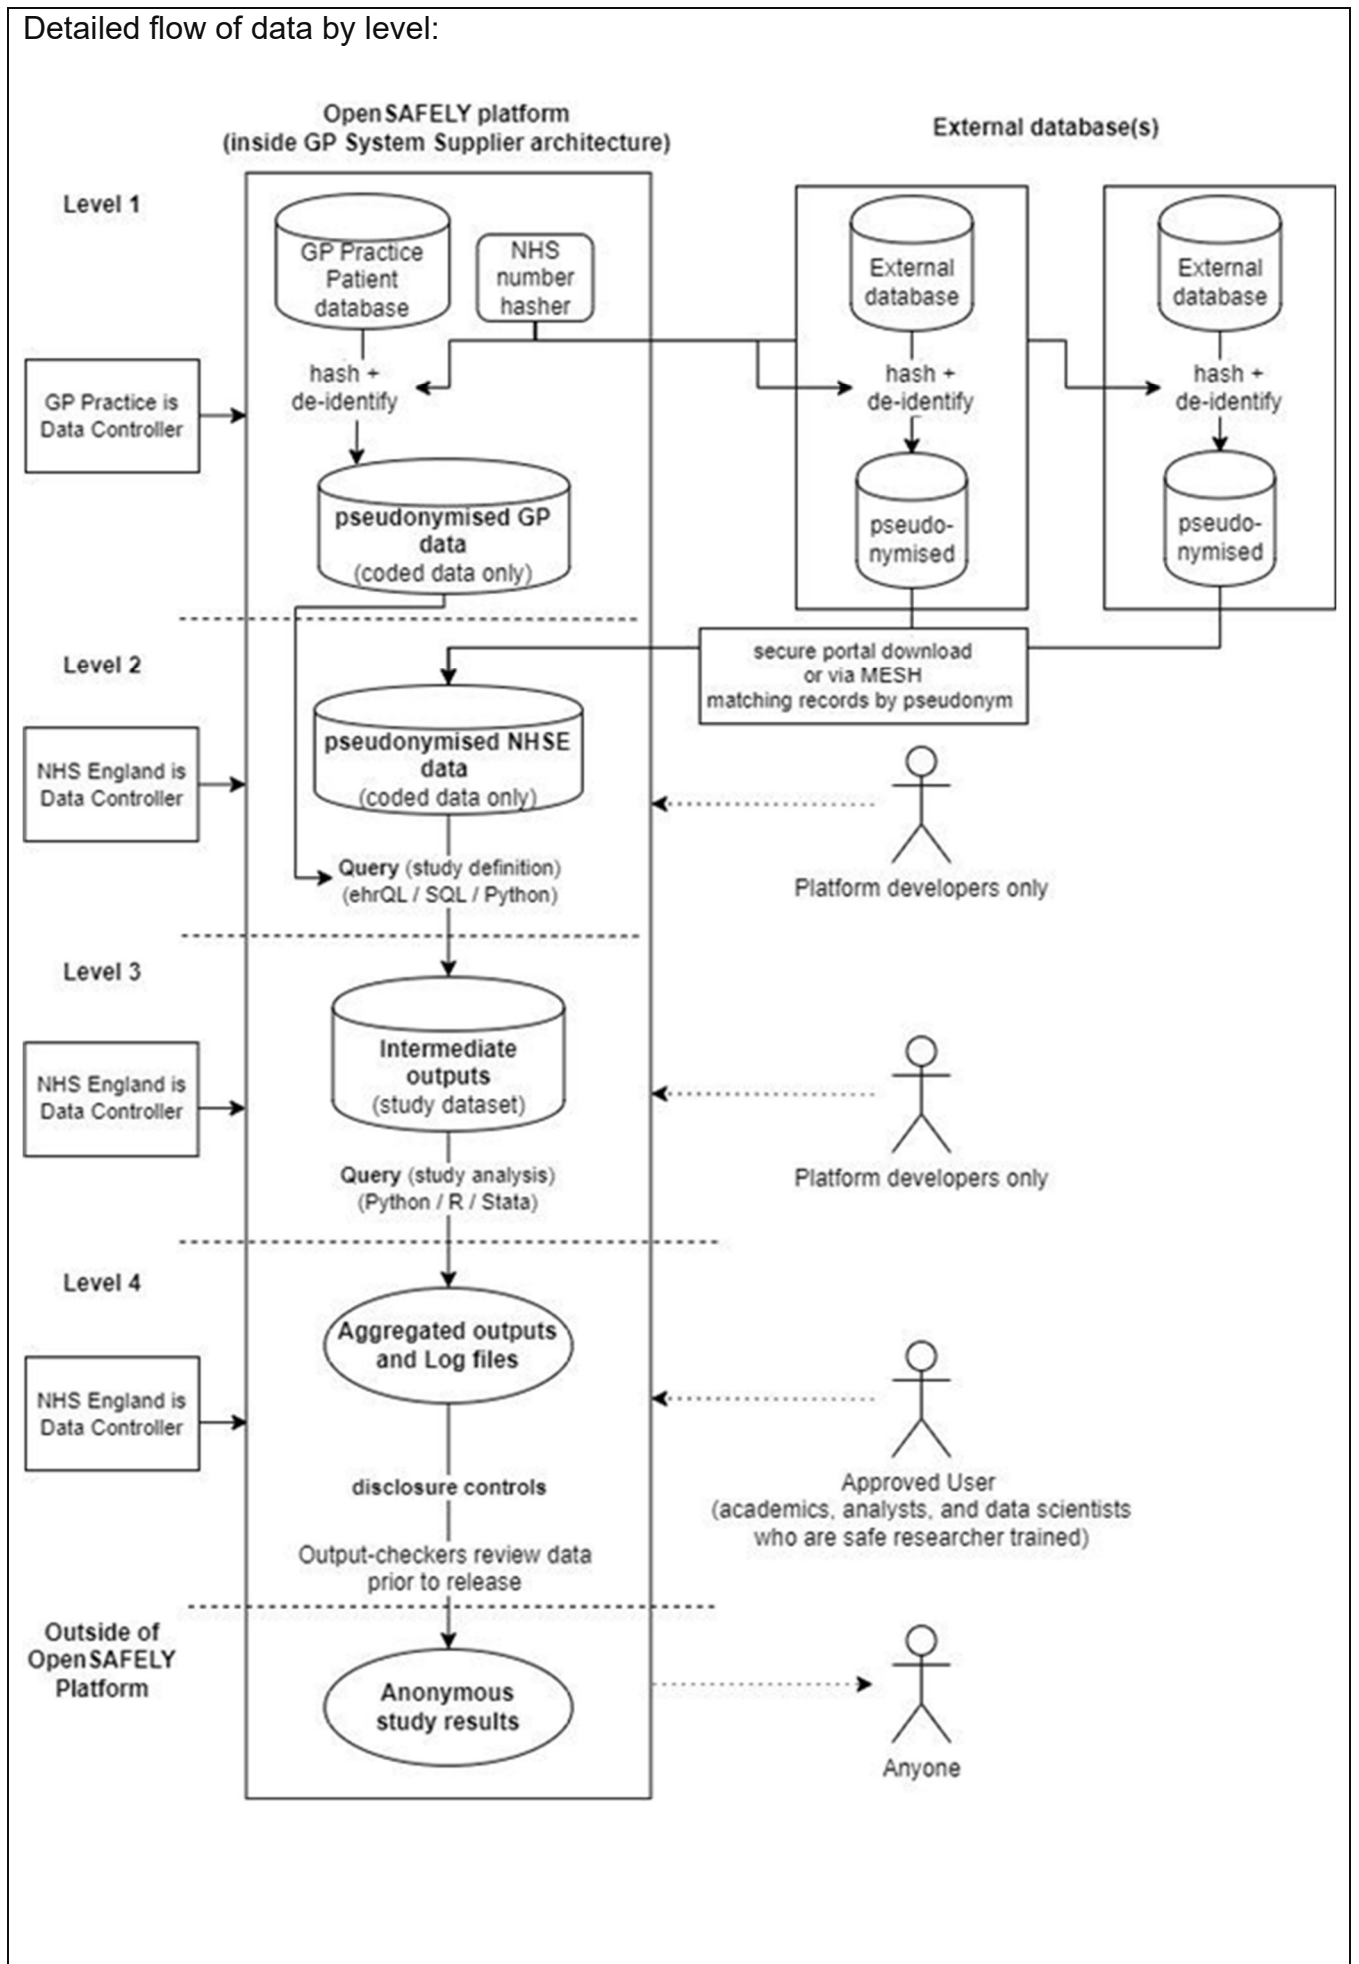 Detailed flow of data by level:
OpenSAFELY platform
(inside GP System Supplier architecture)
External database(s)
Level 1
GP Practice
Patient
database
NHS
number
hasher
External
database
External
database
hash +
de-identify
hash +
de-identify
hash +
de-identify
GP Practice is
Data Controller
pseudonymised GP
data
(coded data only)
pseudo-
nymised
pseudo-
nymised
Level 2
secure portal download
or via MESH
matching records by pseudonym
pseudonymised NHSE
data
(coded data only)
NHS England is
Data Controller
Query (study definition)
(ehrQL / SQL / Python)
Platform developers only
Level 3
Intermediate
outputs
(study dataset)
NHS England is
Data Controller
Query (study analysis)
(Python / R / Stata)
Platform developers only
Level 4
Aggregated outputs
and Log files
NHS England is
Data Controller
disclosure controls
Approved User
(academics, analysts, and data scientists
who are safe researcher trained)
Output-checkers review data
prior to release
Outside of
OpenSAFELY
Platform
Anonymous
study results
Anyone